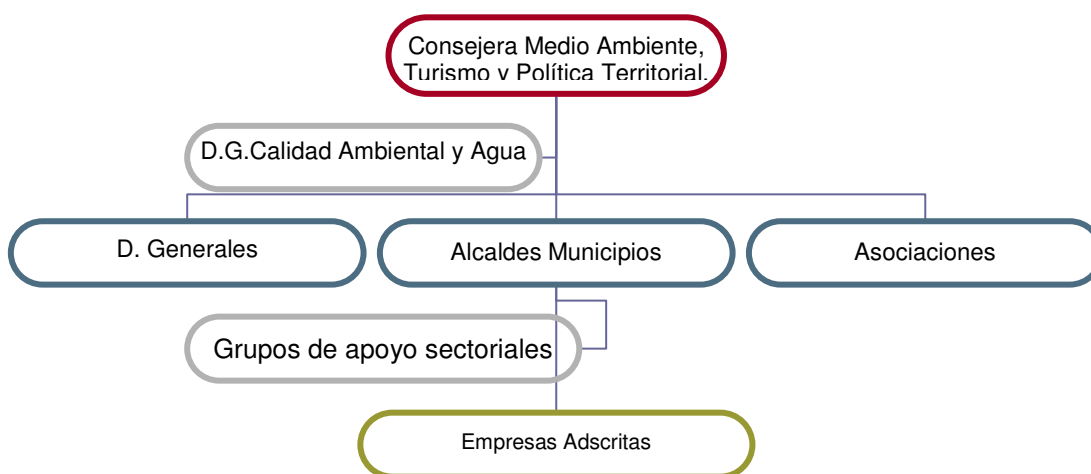 Consejera Medio Ambiente,
Turismo y Política Territorial.
D.G.Calidad Ambiental y Agua
D. Generales
Alcaldes Municipios
Asociaciones
Grupos de apoyo sectoriales
Empresas Adscritas